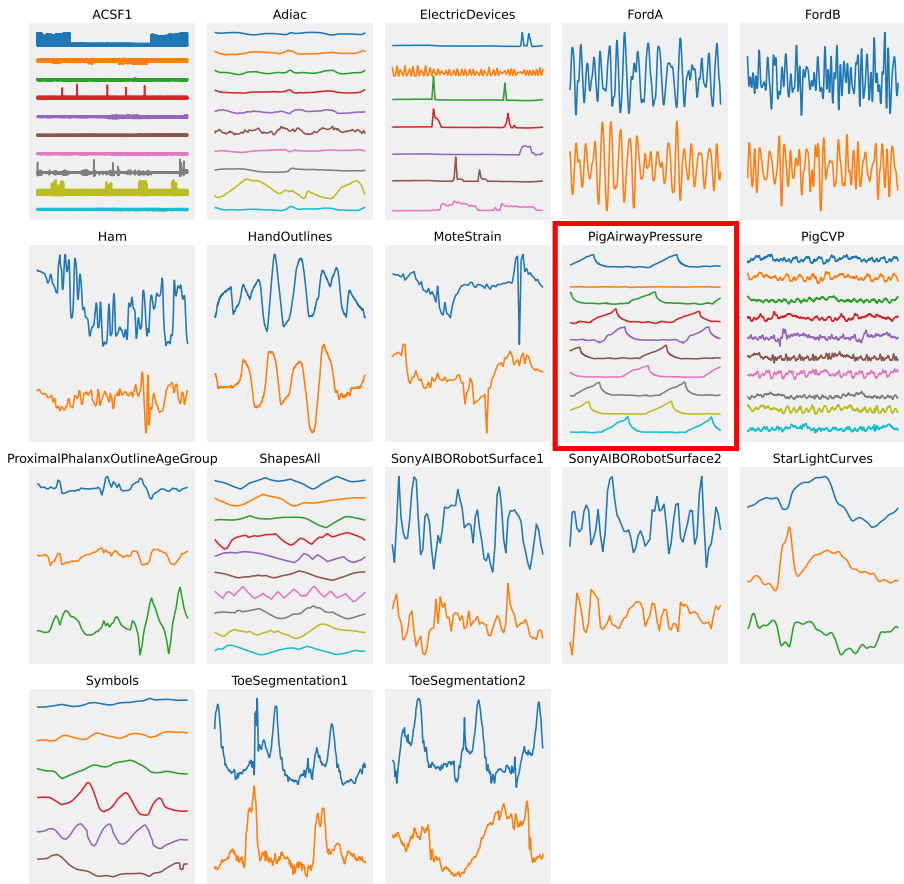 ACSF1
Adiac
ElectricDevices
FordA
FordB
Ham
HandOutlines
MoteStrain
PigAirwayPressure
PigCVP
ProximalPhalanxOutlineAgeGroup
ShapesAll
SonyAIBORobotSurface1
SonyAIBORobotSurface2
StarLightCurves
Symbols
ToeSegmentation1
ToeSegmentation2